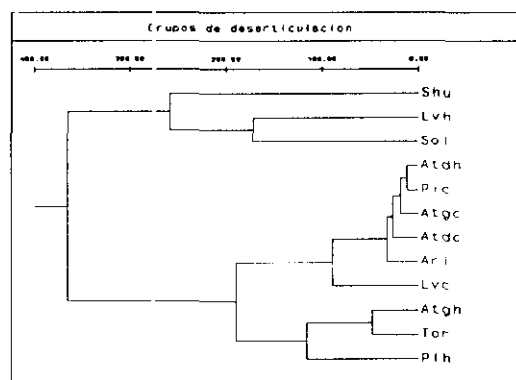 Grupos de desarticulacion
400.00 300.00 200.00 100.00 0.00
Shu
Lvh
Sol
Atdh
Pic
Atgc
Atdc
Ari
Lvc
Atgh
Tor
Plh